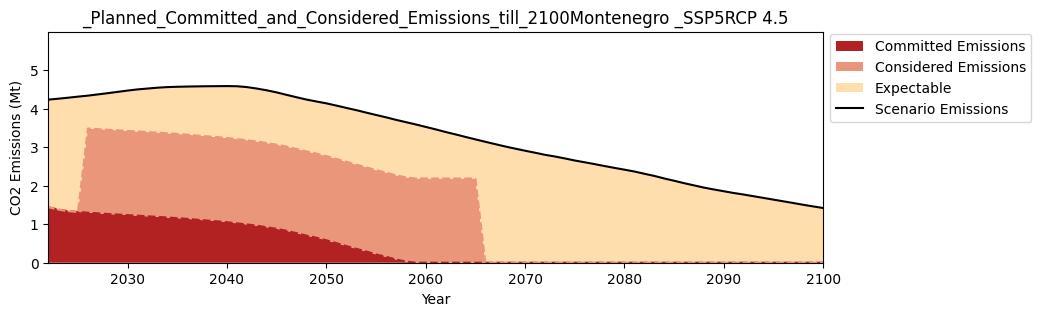 _Planned_Committed_and_Considered_Emissions_till_2100Montenegro _SSP5RCP 4.5
CO2 Emissions (Mt)
5
4
3
2
1
0
2030 2040 2050 2060 2070 2080 2090 2100
Year
Committed Emissions
Considered Emissions
Expectable
Scenario Emissions